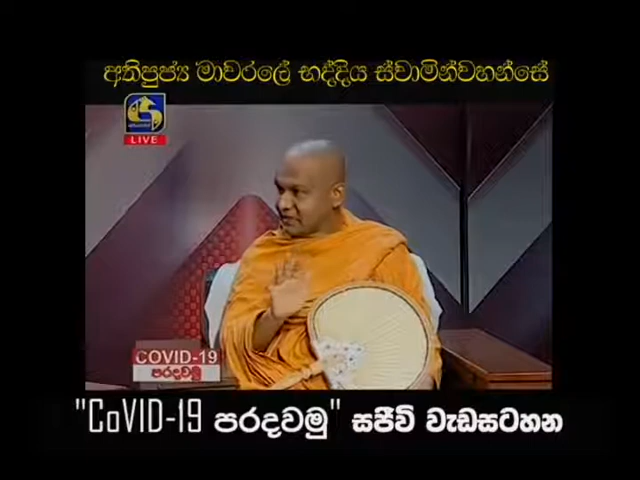 අතිපූජ්‍ය මාවරලේ භද්දිය ස්වාමින්වහන්සේ
LIVE
COVID-19
පරදවමු
"COVID-19 පරදවමු" සජීවි වැඩසටහන